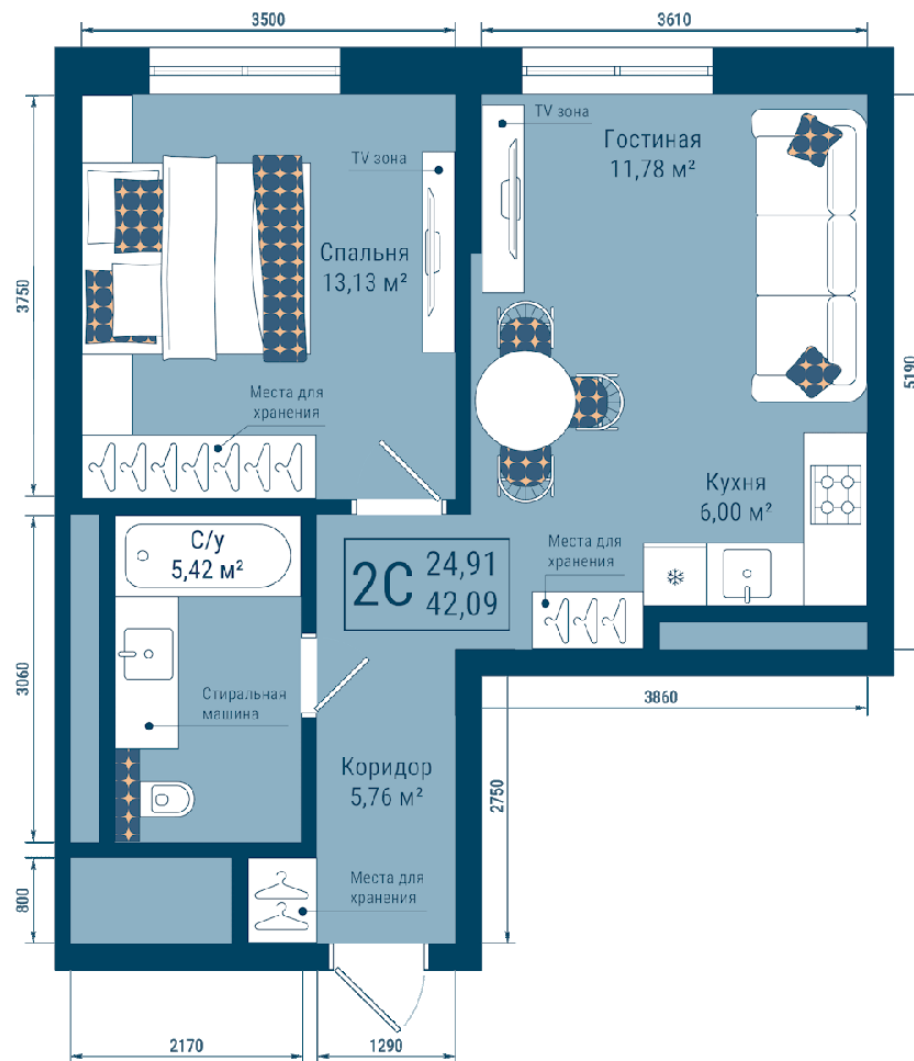 3500
3610
TV зона
Гостиная
11,78 м²
TV зона
Спальня
13,13 м²
3750
5190
Места для
хранения
Кухня
6,00 м²
С/у
5,42 м²
2С
24,91
42,09
Места для
хранения
3060
Стиральная
машина
3860
Коридор
5,76 м²
2750
Места для
хранения
800
2170
1290